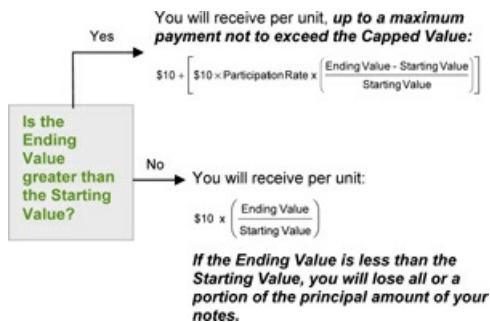 You will receive per unit, up to a maximum
payment not to exceed the Capped Value:
Yes
$10 + [ $10 × Participation Rate x ( Ending Value - Starting Value / Starting Value ) ]
Is the
Ending
Value
greater than
the Starting
Value?
No
You will receive per unit:
$10 x ( Ending Value / Starting Value )
If the Ending Value is less than the
Starting Value, you will lose all or a
portion of the principal amount of your
notes.